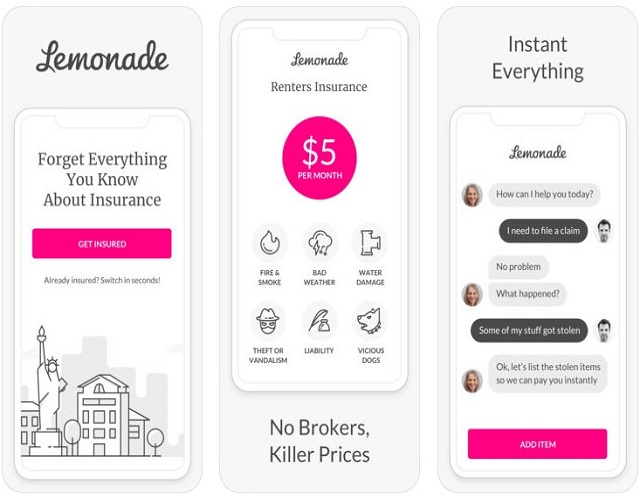 Lemonade
Forget Everything
You Know
About Insurance
GET INSURED
Already insured? Switch in seconds!
Lemonade
Renters Insurance
$5
PER MONTH
FIRE &
SMOKE
BAD
WEATHER
WATER
DAMAGE
THEFT OR
VANDALISM
LIABILITY
VICIOUS
DOGS
No Brokers,
Killer Prices
Instant
Everything
Lemonade
How can I help you today?
I need to file a claim
No problem
What happened?
Some of my stuff got stolen
Ok, let's list the stolen items
so we can pay you instantly
ADD ITEM